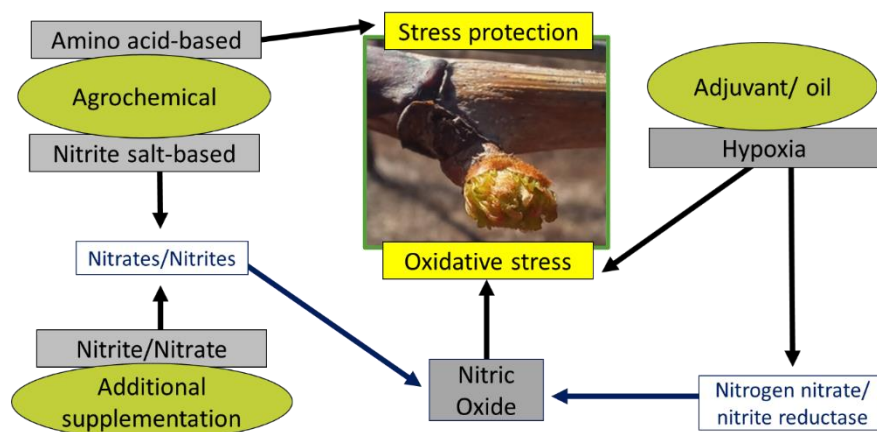 Amino acid-based
Agrochemical
Nitrite salt-based
Nitrates/Nitrites
Nitrite/Nitrate
Additional
supplementation
Stress protection
Oxidative stress
Nitric
Oxide
Adjuvant/ oil
Hypoxia
Nitrogen nitrate/
nitrite reductase